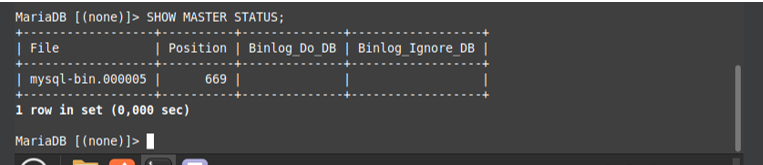 MariaDB [(none)]> SHOW MASTER STATUS;
+------------------+----------+--------------+------------------+
| File             | Position | Binlog_Do_DB | Binlog_Ignore_DB |
+------------------+----------+--------------+------------------+
| mysql-bin.000005 |      669 |              |                  |
+------------------+----------+--------------+------------------+
1 row in set (0,000 sec)
MariaDB [(none)]>